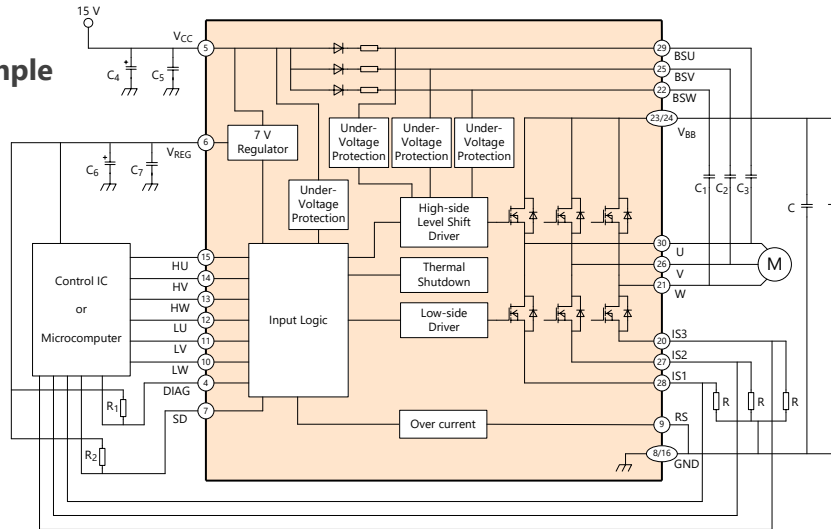 15 V
mple
VCC
5
C4
C5
VREG
6
C6
C7
7 V
Regulator
Under-
Voltage
Protection
Under-
Voltage
Protection
Under-
Voltage
Protection
Under-
Voltage
Protection
29
BSU
25
BSV
22
BSW
23/24
VBB
C1
C2
C3
C
High-side
Level Shift
Driver
Control IC
or
Microcomputer
15
HU
14
HV
13
HW
12
LU
11
LV
10
LW
4
DIAG
7
SD
R1
R2
Input Logic
Thermal
Shutdown
Low-side
Driver
Over current
30
U
26
V
21
W
M
20
IS3
27
IS2
28
IS1
R
R
R
9
RS
8/16
GND